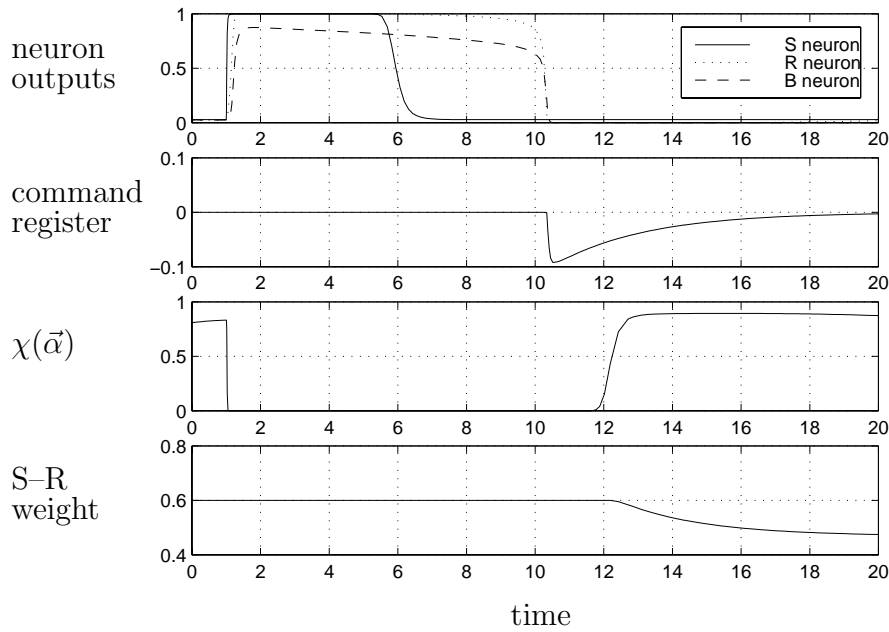 neuron
outputs
1
0.5
0
S neuron
R neuron
B neuron
0 2 4 6 8 10 12 14 16 18 20
command
register
0.1
0
−0.1
0 2 4 6 8 10 12 14 16 18 20
χ(α⃗)
1
0.5
0
0 2 4 6 8 10 12 14 16 18 20
S–R
weight
0.8
0.6
0.4
0 2 4 6 8 10 12 14 16 18 20
time